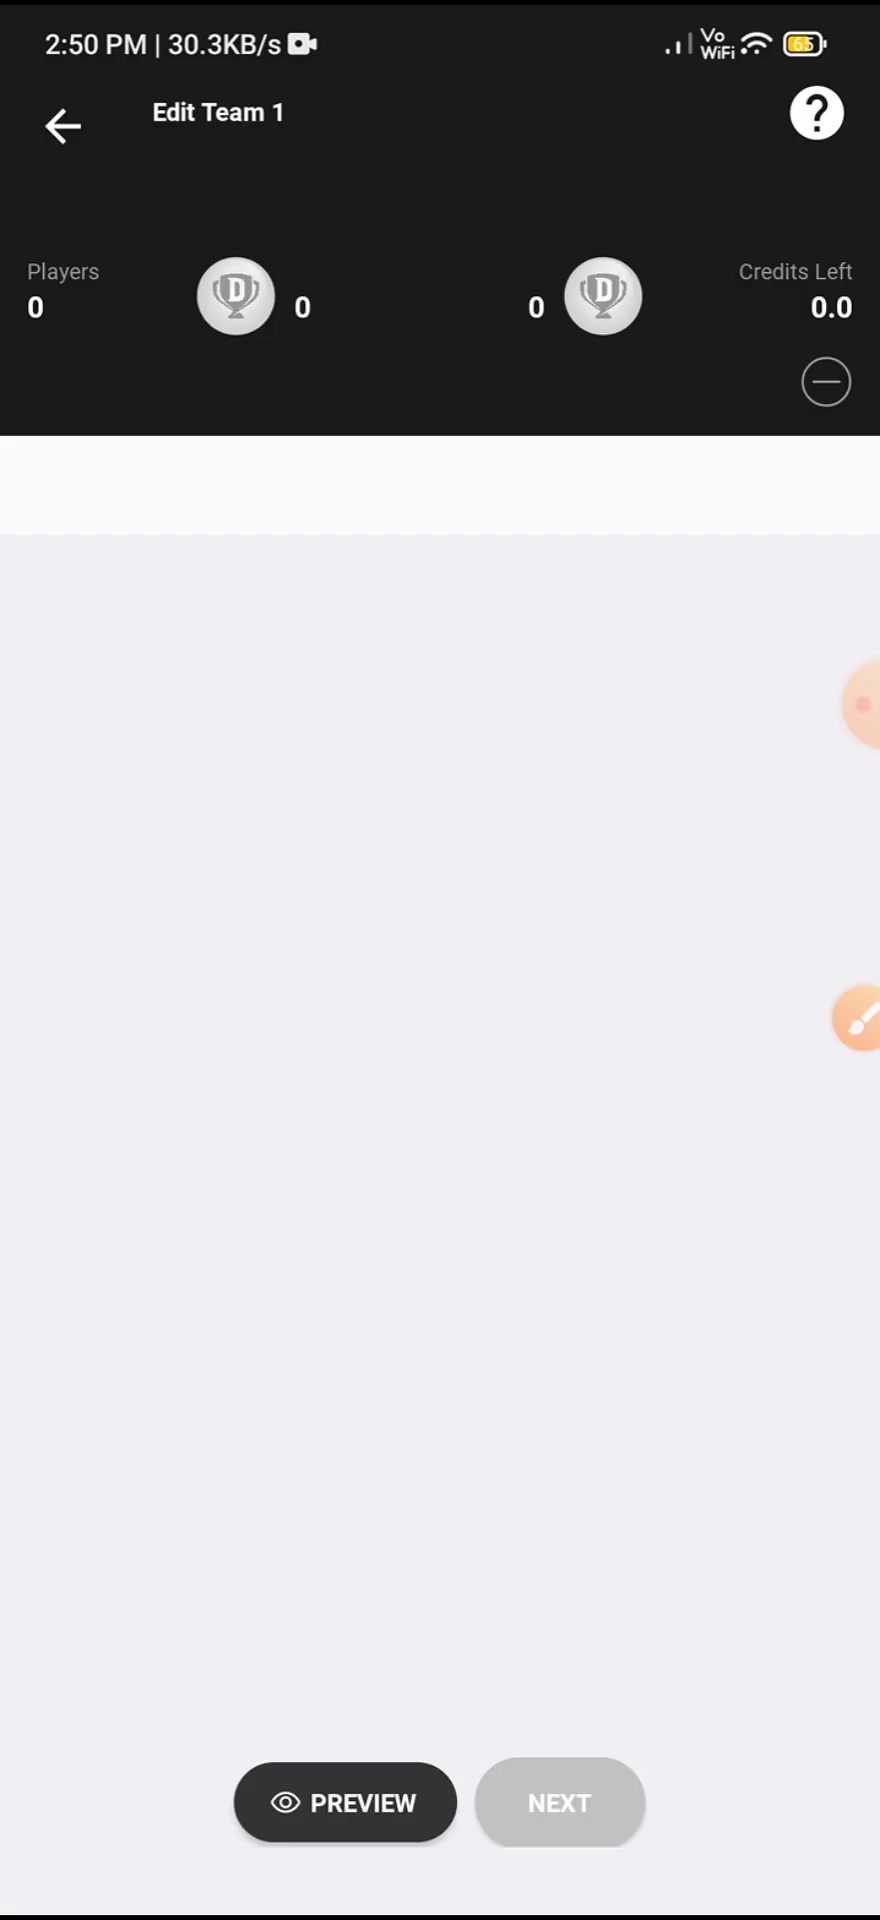 2:50 PM | 30.3KB/s
Vo
WiFi
65
Edit Team 1
?
Players
Credits Left
0
D
0
0
D
0.0
PREVIEW
NEXT